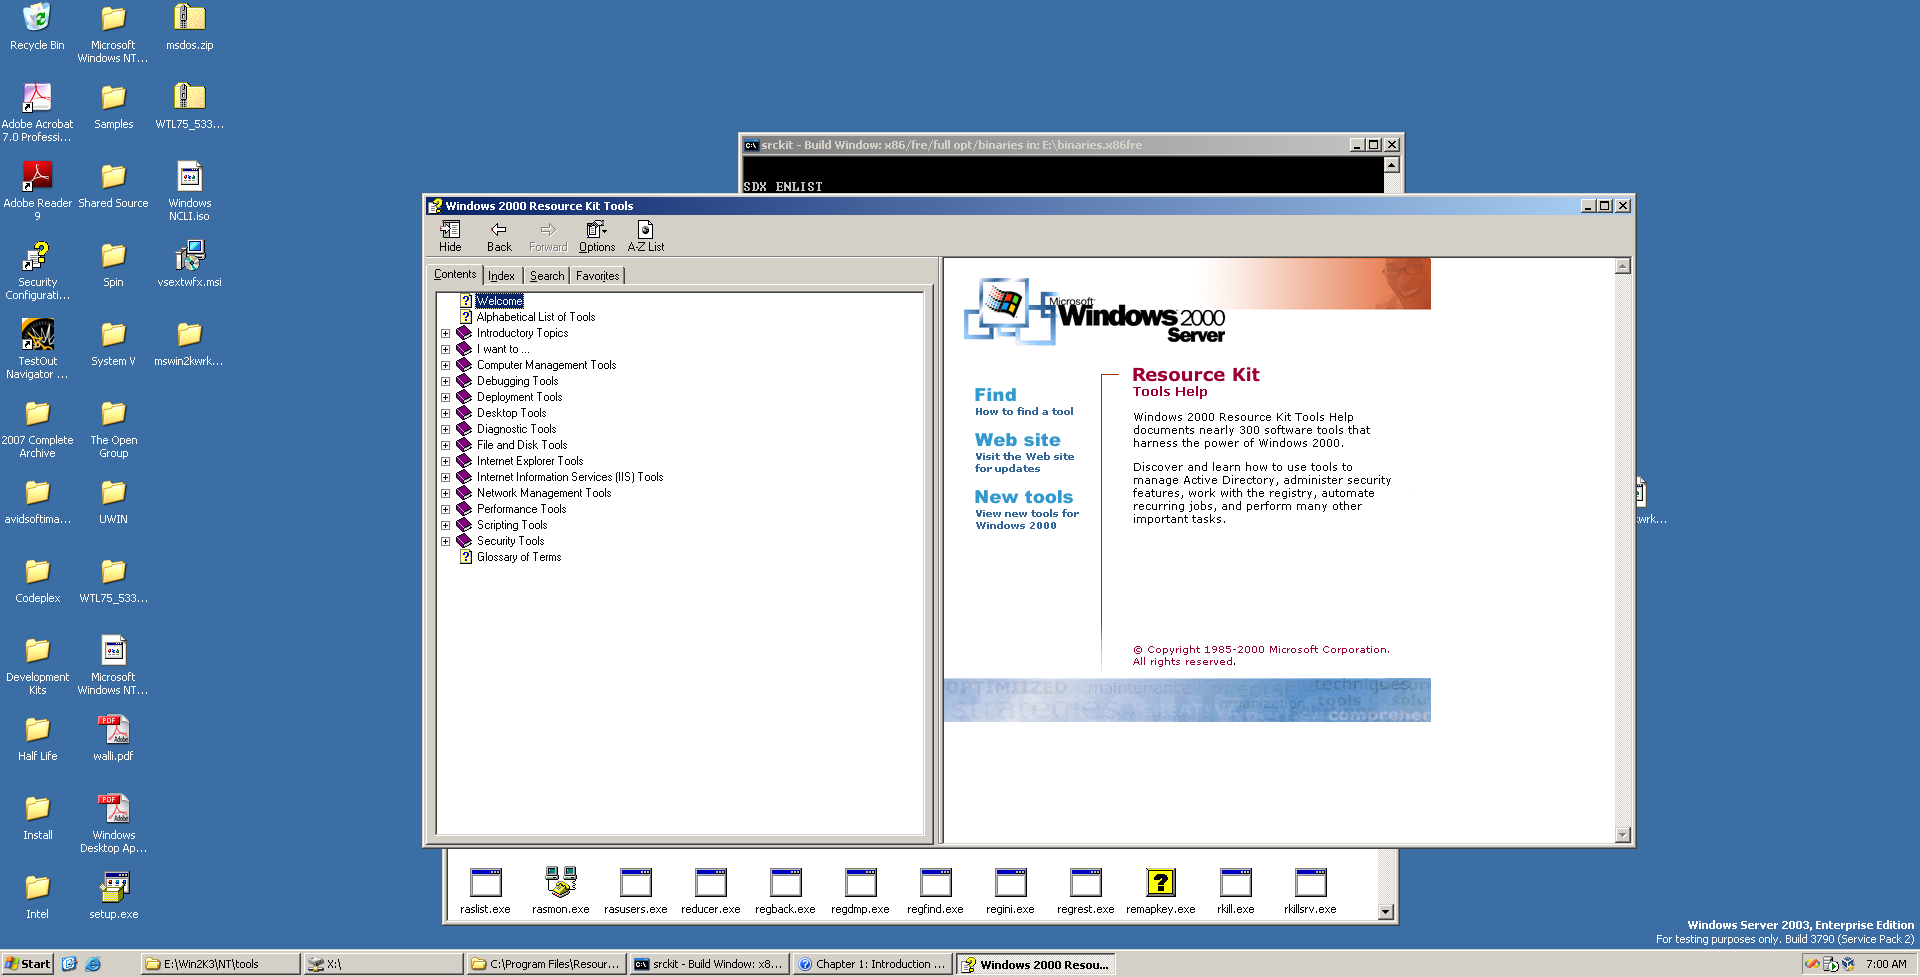 Recycle Bin
Microsoft
Windows NT...
msdos.zip
Adobe Acrobat
7.0 Professi...
Samples
WTL75_533...
Adobe Reader
9
Shared Source
Windows
NCLI.iso
Security
Configurati...
Spin
vsextwfx.msi
TestOut
Navigator ...
System V
mswin2kwrk...
2007 Complete
Archive
The Open
Group
avidsoftima...
UWIN
Codeplex
WTL75_533...
Development
Kits
Microsoft
Windows NT...
Half Life
walli.pdf
Install
Windows
Desktop Ap...
Intel
setup.exe
srckit - Build Window: x86/fre/full opt/binaries in: E:\binaries.x86fre
SDX ENLIST
Windows 2000 Resource Kit Tools
Hide
Back
Forward
Options
A-Z List
Contents
Index
Search
Favorites
Welcome
Alphabetical List of Tools
Introductory Topics
I want to ...
Computer Management Tools
Debugging Tools
Deployment Tools
Desktop Tools
Diagnostic Tools
File and Disk Tools
Internet Explorer Tools
Internet Information Services (IIS) Tools
Network Management Tools
Performance Tools
Scripting Tools
Security Tools
Glossary of Terms
Microsoft
Windows 2000
Server
Find
How to find a tool
Web site
Visit the Web site
for updates
New tools
View new tools for
Windows 2000
Resource Kit
Tools Help
Windows 2000 Resource Kit Tools Help
documents nearly 300 software tools that
harness the power of Windows 2000.
Discover and learn how to use tools to
manage Active Directory, administer security
features, work with the registry, automate
recurring jobs, and perform many other
important tasks.
© Copyright 1985-2000 Microsoft Corporation.
All rights reserved.
OPTIMIIZED
maintenance
techniques
strategies
organization
tools
comprehen
kwrk...
raslist.exe
rasmon.exe
rasusers.exe
reducer.exe
regback.exe
regdmp.exe
regfind.exe
regini.exe
regrest.exe
remapkey.exe
rkill.exe
rkillsrv.exe
Windows Server 2003, Enterprise Edition
For testing purposes only. Build 3790 (Service Pack 2)
Start
E:\Win2K3\NT\tools
X:\
C:\Program Files\Resour...
srckit - Build Window: x8...
Chapter 1: Introduction ...
Windows 2000 Resou...
7:00 AM